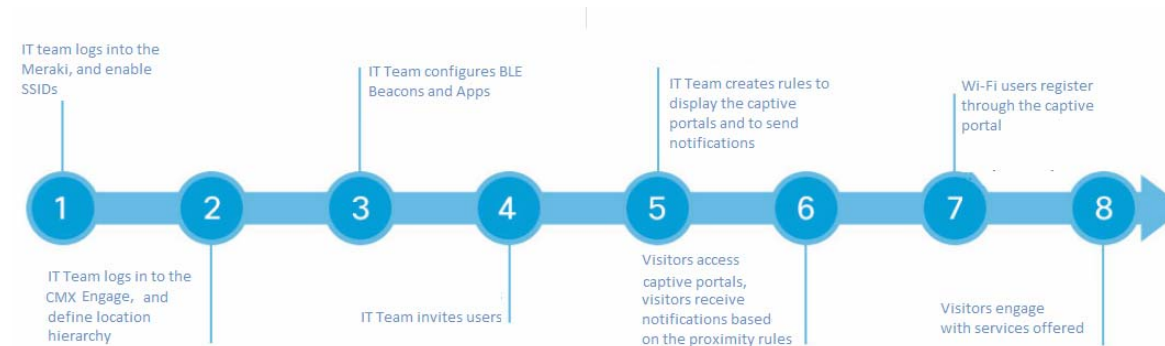 IT team logs into the
Meraki, and enable
SSIDs
IT Team configures BLE
Beacons and Apps
IT Team creates rules to
display the captive
portals and to send
notifications
Wi-Fi users register
through the captive
portal
1
2
3
4
5
6
7
8
IT Team logs in to the
CMX Engage, and
define location
hierarchy
IT Team invites users
Visitors access
captive portals,
visitors receive
notifications based
on the proximity rules
Visitors engage
with services offered